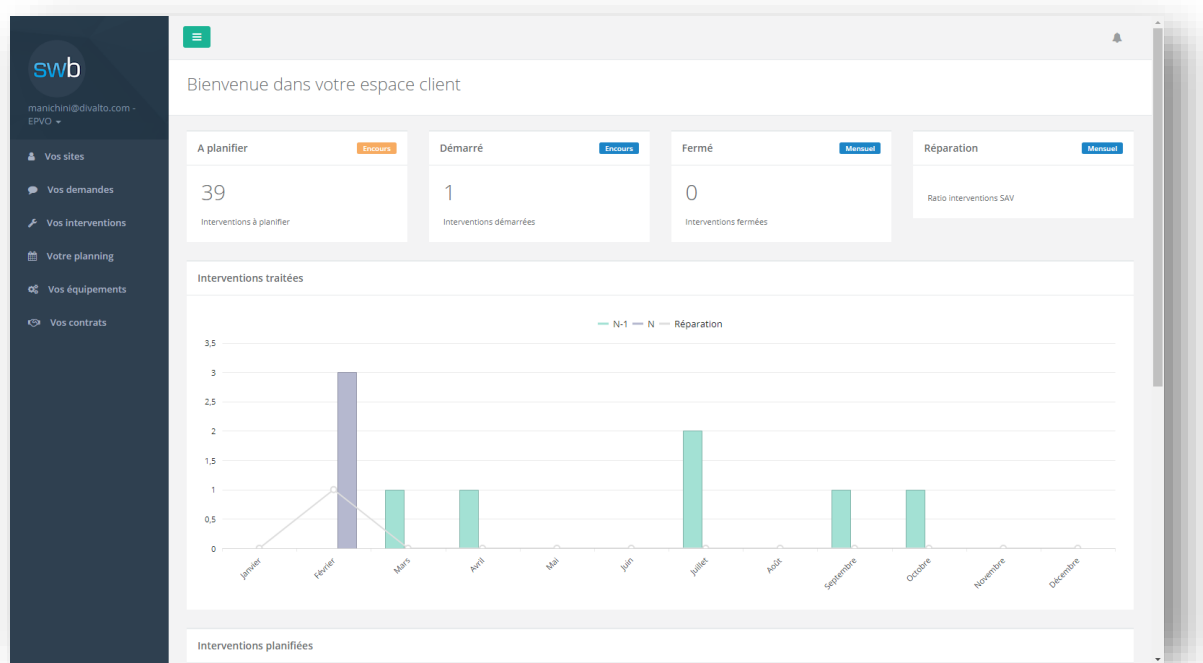 swb
manichini@divalto.com -
EPVO
Vos sites
Vos demandes
Vos interventions
Votre planning
Vos équipements
Vos contrats
Bienvenue dans votre espace client
A planifier Encours
39
Interventions à planifier
Démarré Encours
1
Interventions démarrées
Fermé Mensuel
0
Interventions fermées
Réparation Mensuel
Ratio interventions SAV
Interventions traitées
N-1 N Réparation
3,5
3
2,5
2
1,5
1
0,5
0
Janvier Février Mars Avril Mai Juin Juillet Août Septembre Octobre Novembre Décembre
Interventions planifiées